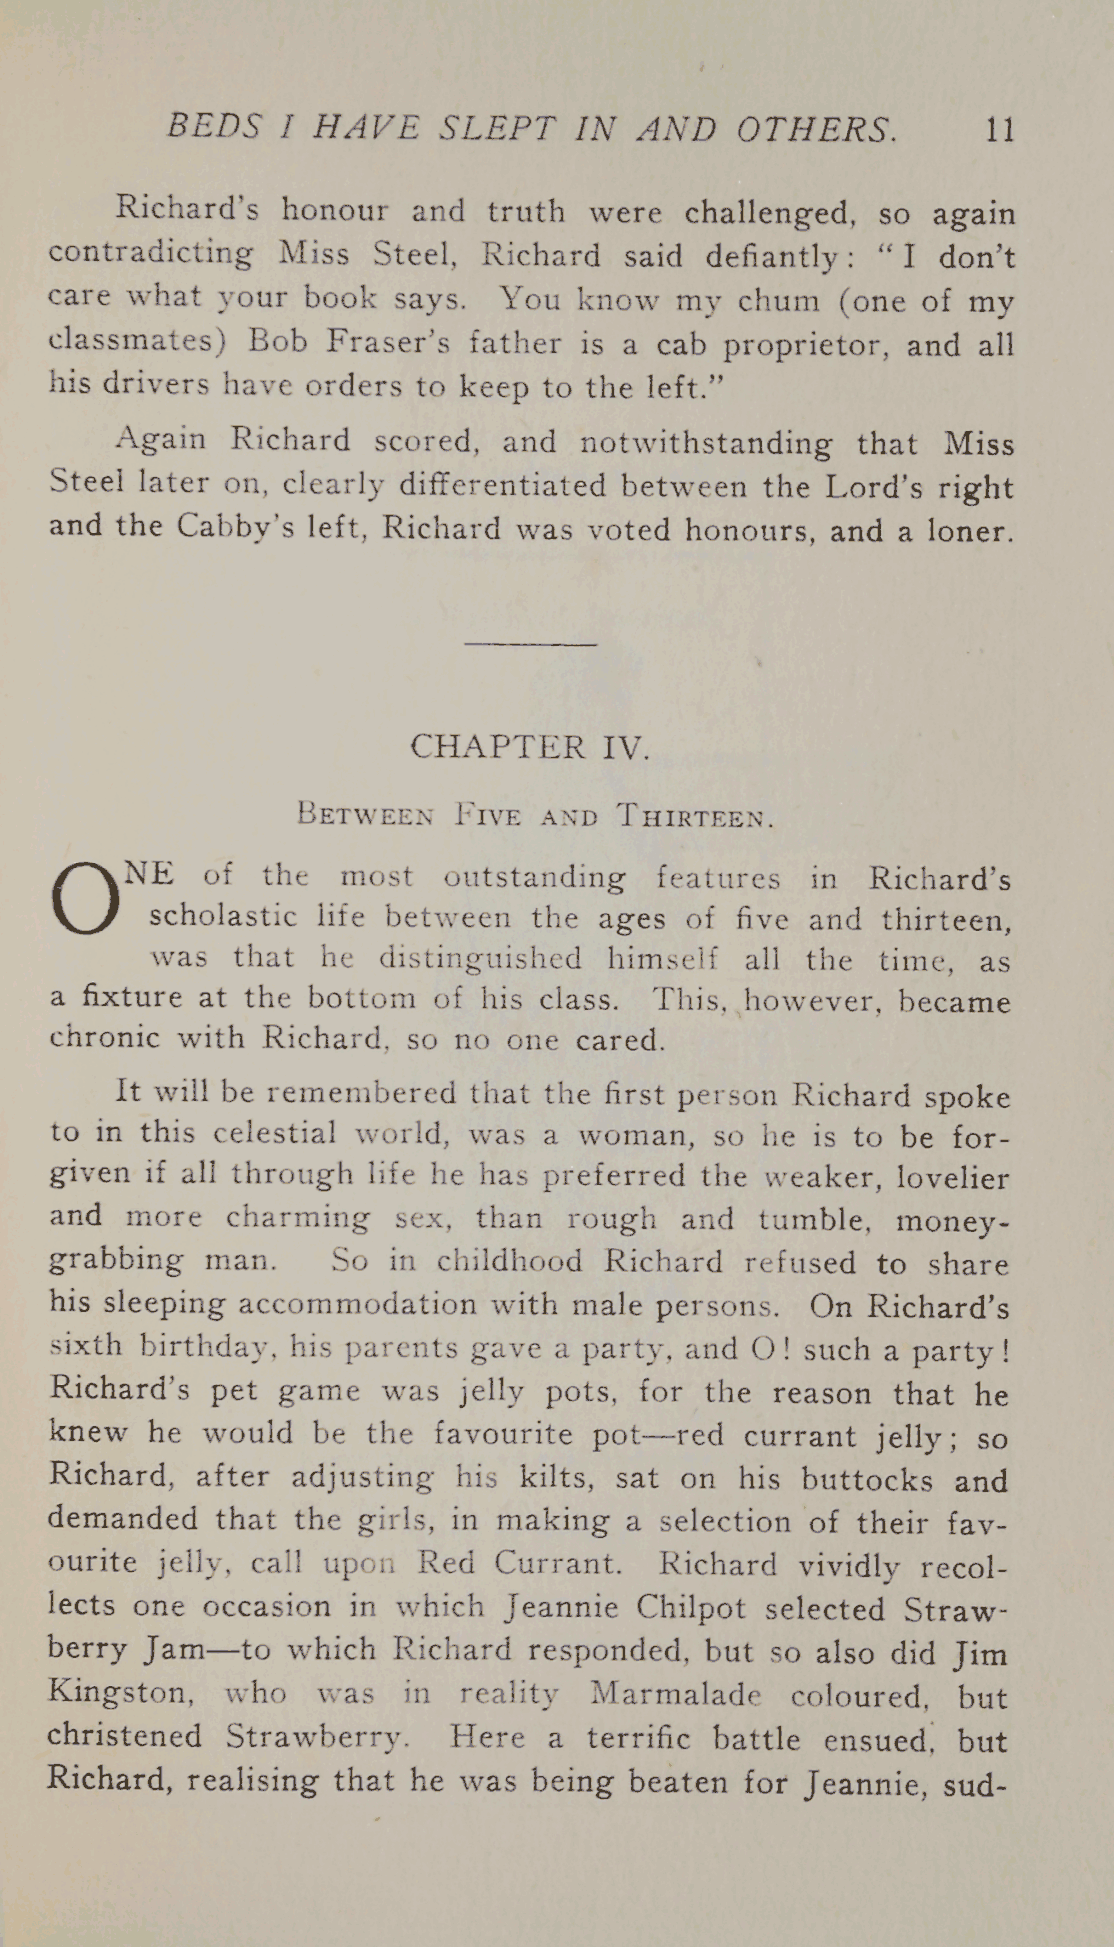 BEDS I HAVE SLEPT IN AND OTHERS. 11
Richard's honour and truth were challenged, so again
contradicting Miss Steel, Richard said defiantly: "I don't
care what your book says. You know my chum (one of my
classmates) Bob Fraser's father is a cab proprietor, and all
his drivers have orders to keep to the left."
Again Richard scored, and notwithstanding that Miss
Steel later on, clearly differentiated between the Lord's right
and the Cabby's left, Richard was voted honours, and a loner.
CHAPTER IV.
BETWEEN FIVE AND THIRTEEN.
ONE of the most outstanding features in Richard's
scholastic life between the ages of five and thirteen,
was that he distinguished himself all the time, as
a fixture at the bottom of his class. This, however, became
chronic with Richard, so no one cared.
It will be remembered that the first person Richard spoke
to in this celestial world, was a woman, so he is to be for-
given if all through life he has preferred the weaker, lovelier
and more charming sex, than rough and tumble, money-
grabbing man. So in childhood Richard refused to share
his sleeping accommodation with male persons. On Richard's
sixth birthday, his parents gave a party, and O! such a party!
Richard's pet game was jelly pots, for the reason that he
knew he would be the favourite pot—red currant jelly; so
Richard, after adjusting his kilts, sat on his buttocks and
demanded that the girls, in making a selection of their fav-
ourite jelly, call upon Red Currant. Richard vividly recol-
lects one occasion in which Jeannie Chilpot selected Straw-
berry Jam—to which Richard responded, but so also did Jim
Kingston, who was in reality Marmalade coloured, but
christened Strawberry. Here a terrific battle ensued, but
Richard, realising that he was being beaten for Jeannie, sud-